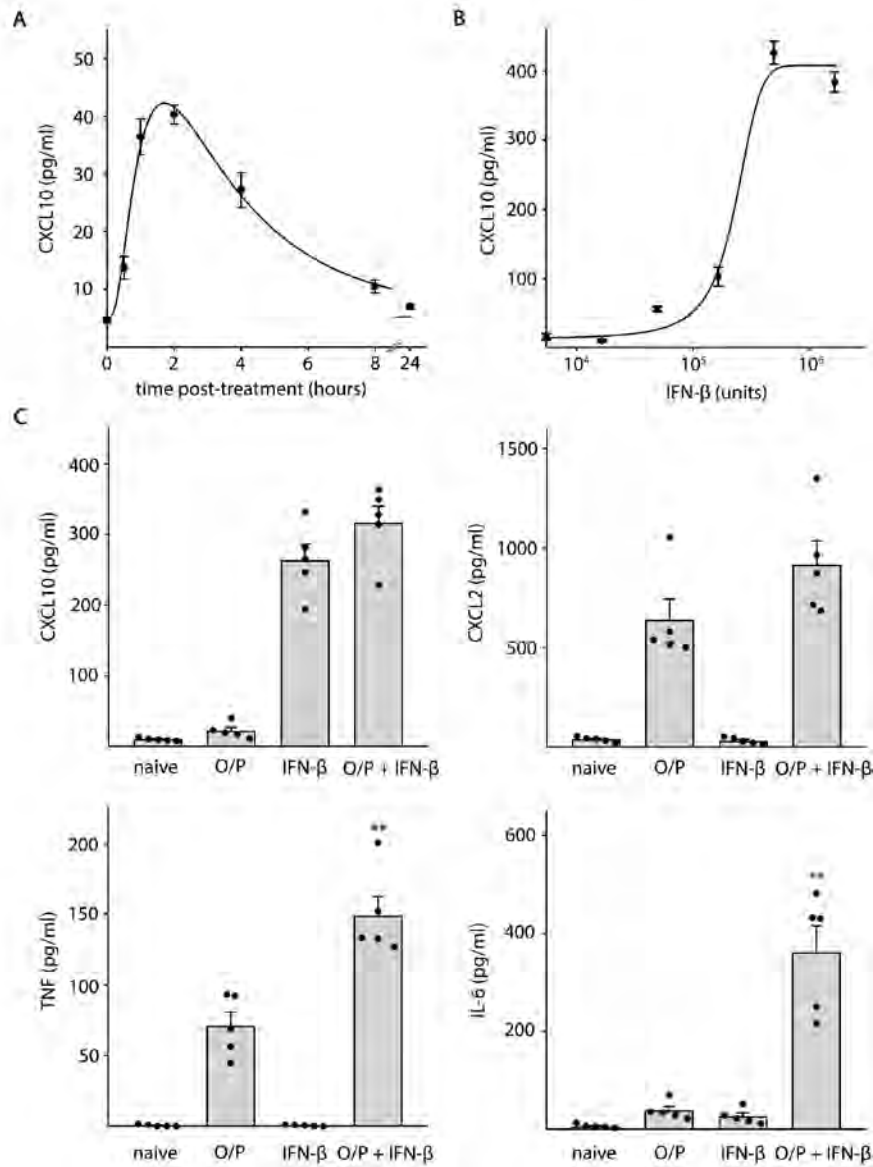 A
CXCL10 (pg/ml)
50
40
30
20
10
0 2 4 6 8 24
time post-treatment (hours)
B
CXCL10 (pg/ml)
400
300
200
100
10⁴ 10⁵ 10⁶
IFN-β (units)
C
CXCL10 (pg/ml)
400
300
200
100
naive O/P IFN-β O/P + IFN-β
CXCL2 (pg/ml)
1500
1000
500
naive O/P IFN-β O/P + IFN-β
TNF (pg/ml)
200
150
100
50
**
naive O/P IFN-β O/P + IFN-β
IL-6 (pg/ml)
600
400
200
**
naive O/P IFN-β O/P + IFN-β